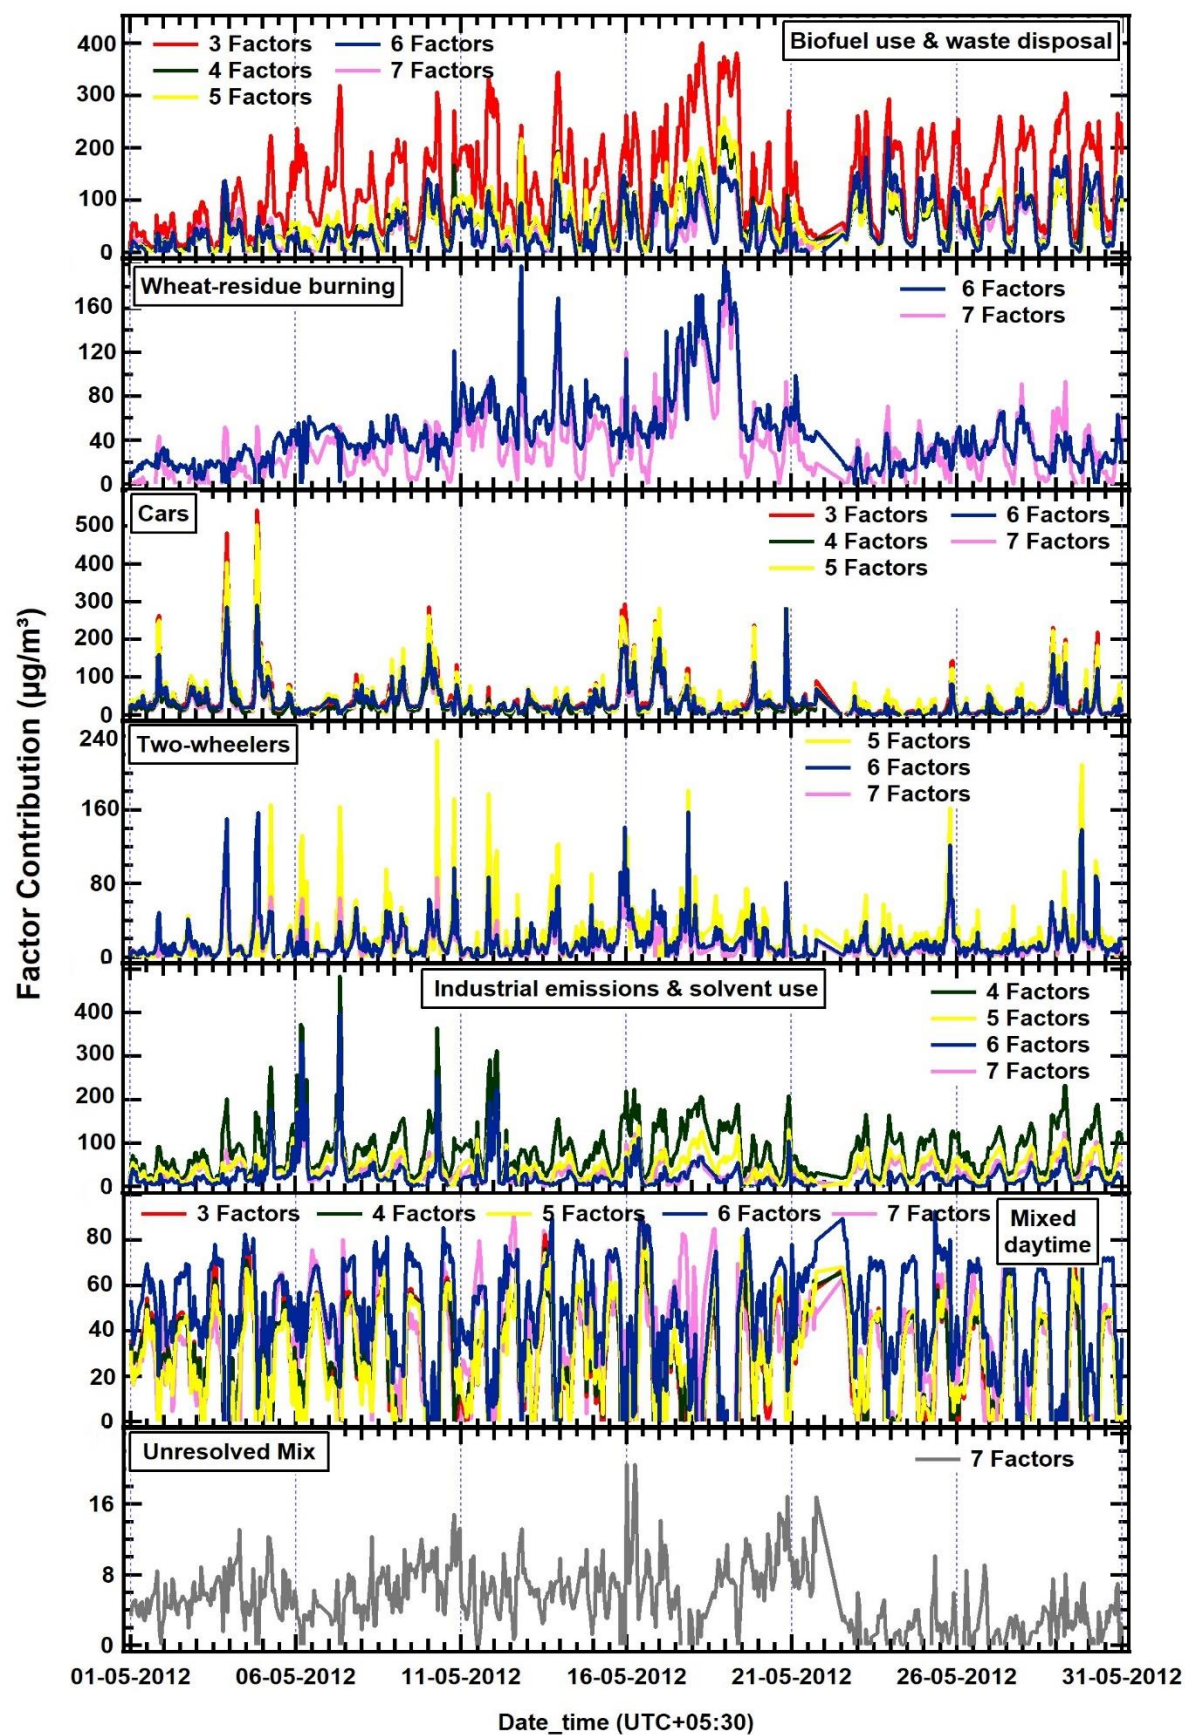 400
300
200
100
0
3 Factors
6 Factors
4 Factors
7 Factors
5 Factors
Biofuel use & waste disposal
160
120
80
40
0
Wheat-residue burning
6 Factors
7 Factors
500
400
300
200
100
0
Cars
3 Factors
6 Factors
4 Factors
7 Factors
5 Factors
240
160
80
0
Two-wheelers
5 Factors
6 Factors
7 Factors
400
300
200
100
0
Industrial emissions & solvent use
4 Factors
5 Factors
6 Factors
7 Factors
80
60
40
20
0
3 Factors
4 Factors
5 Factors
6 Factors
7 Factors
Mixed
daytime
16
8
0
Unresolved Mix
7 Factors
Factor Contribution (µg/m³)
01-05-2012
06-05-2012
11-05-2012
16-05-2012
21-05-2012
26-05-2012
31-05-2012
Date_time (UTC+05:30)